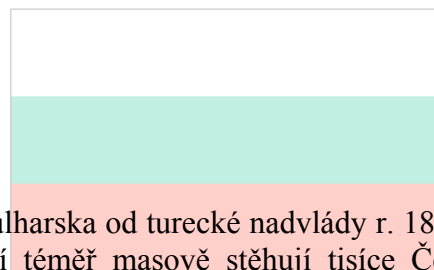 ulharska od turecké nadvlády r. 18
í téměř masově stěhují tisíce Č